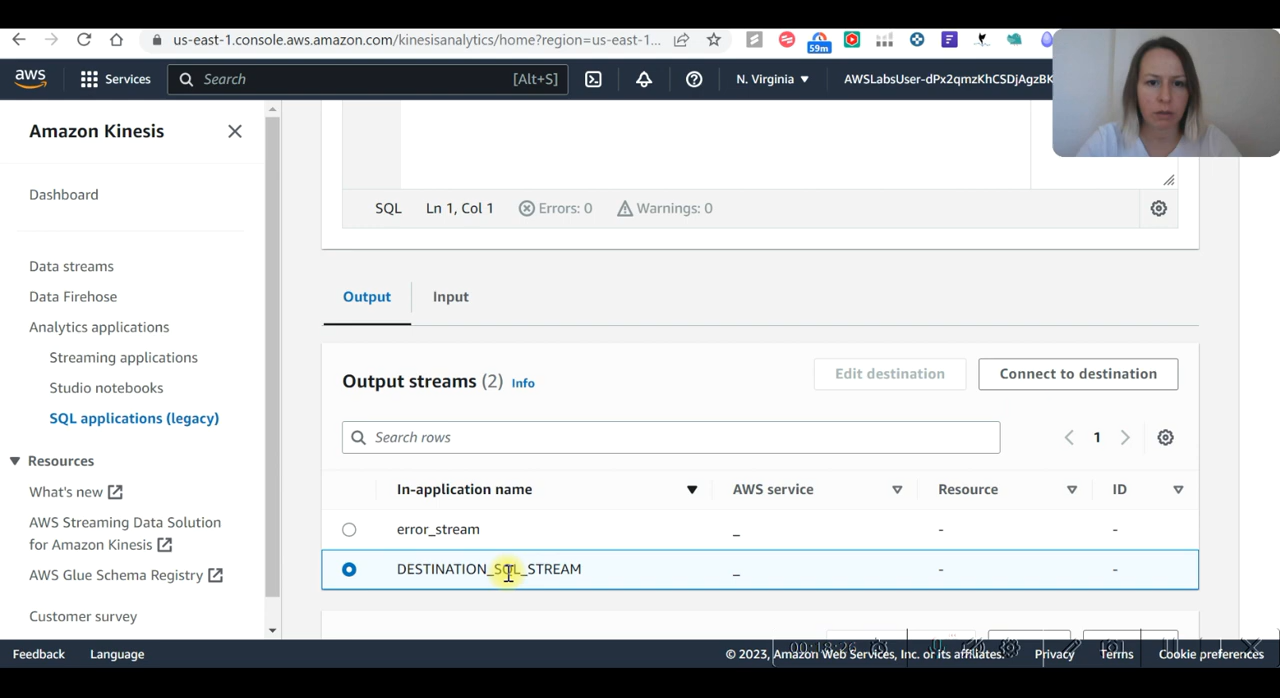 us-east-1.console.aws.amazon.com/kinesisanalytics/home?region=us-east-1...
59m
aws
Services
Search
[Alt+S]
N. Virginia
AWSLabsUser-dPx2qmzKhCSDjAgzBK
Amazon Kinesis
Dashboard
Data streams
Data Firehose
Analytics applications
Streaming applications
Studio notebooks
SQL applications (legacy)
Resources
What's new
AWS Streaming Data Solution
for Amazon Kinesis
AWS Glue Schema Registry
Customer survey
SQL Ln 1, Col 1 Errors: 0 Warnings: 0
Output Input
Output streams (2) Info
Edit destination
Connect to destination
Search rows
1
In-application name AWS service Resource ID
error_stream _ - -
DESTINATION_SQL_STREAM _ - -
Feedback Language
© 2023, Amazon Web Services, Inc. or its affiliates. Privacy Terms Cookie preferences